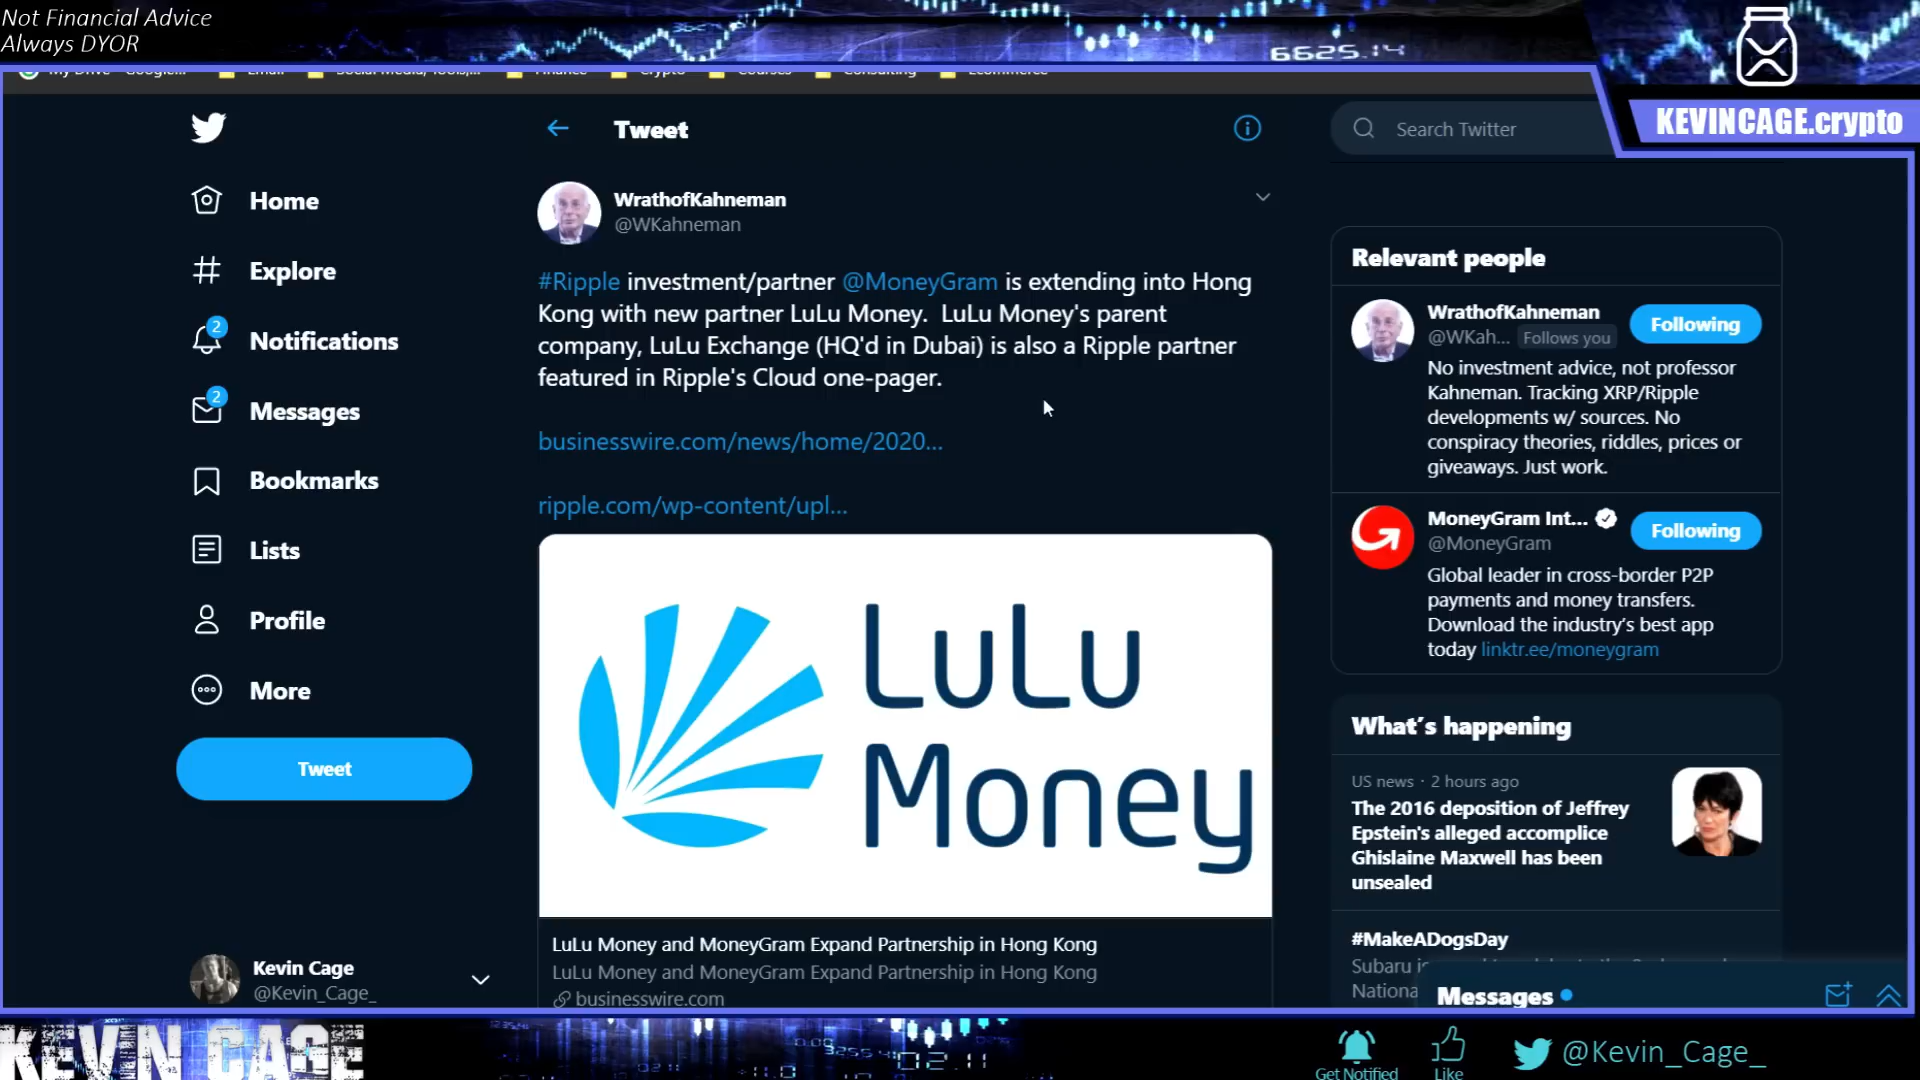 Not Financial Advice
Always DYOR
6625.14
KEVINCAGE.crypto
Tweet
Search Twitter
Home
Explore
2
Notifications
2
Messages
Bookmarks
Lists
Profile
More
Tweet
Kevin Cage
@Kevin_Cage_
WrathofKahneman
@WKahneman
#Ripple investment/partner @MoneyGram is extending into Hong
Kong with new partner LuLu Money.  LuLu Money's parent
company, LuLu Exchange (HQ'd in Dubai) is also a Ripple partner
featured in Ripple's Cloud one-pager.
businesswire.com/news/home/2020...
ripple.com/wp-content/upl...
LuLu
Money
LuLu Money and MoneyGram Expand Partnership in Hong Kong
LuLu Money and MoneyGram Expand Partnership in Hong Kong
businesswire.com
Relevant people
WrathofKahneman
@WKah... Follows you
Following
No investment advice, not professor
Kahneman. Tracking XRP/Ripple
developments w/ sources. No
conspiracy theories, riddles, prices or
giveaways. Just work.
MoneyGram Int...
@MoneyGram
Following
Global leader in cross-border P2P
payments and money transfers.
Download the industry's best app
today linktr.ee/moneygram
What's happening
US news · 2 hours ago
The 2016 deposition of Jeffrey
Epstein's alleged accomplice
Ghislaine Maxwell has been
unsealed
#MakeADogsDay
Subaru
Nationa
Messages
KEVIN CAGE
02.11
Get Notified
Like
@Kevin_Cage_